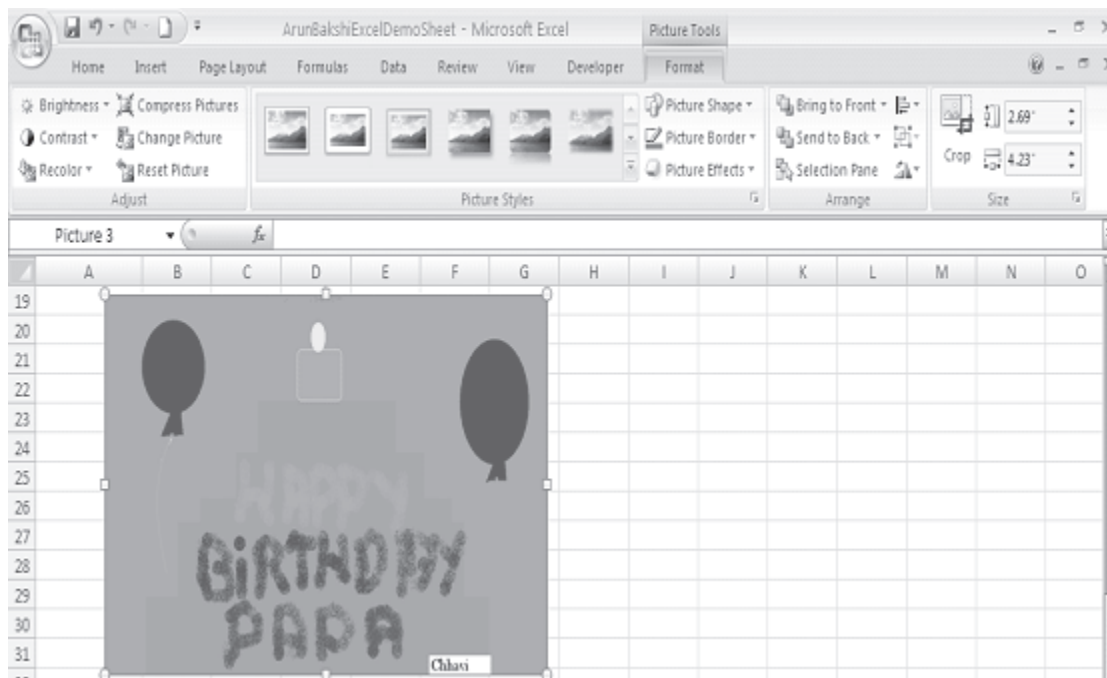 ArunBakshiExcelDemoSheet - Microsoft Excel Picture Tools
Home Insert Page Layout Formulas Data Review View Developer Format
Brightness Compress Pictures Picture Shape Bring to Front 2.69"
Contrast Change Picture Picture Border Send to Back
Recolor Reset Picture Picture Effects Selection Pane Crop 4.23"
Adjust Picture Styles Arrange Size
Picture 3 fx
A B C D E F G H I J K L M N O
19
20
21
22
23
24
25
HAPPY
26
27
BiRTHDAY
28
29
30
PAPA
31
Chhavi